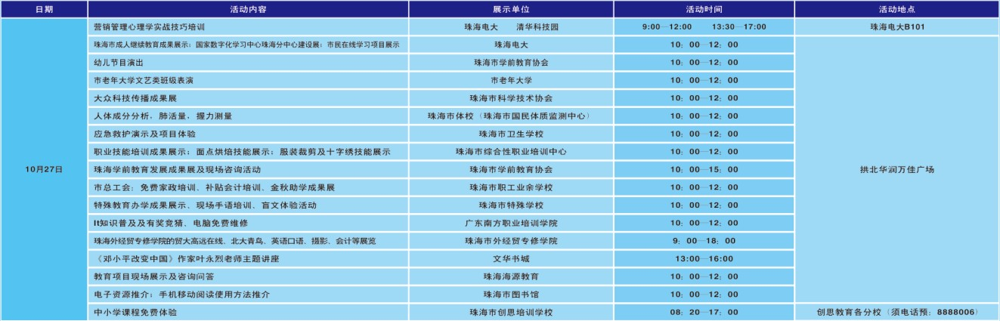 日期 活动内容 展示单位 活动时间 活动地点
营销管理心理学实战技巧培训 珠海电大 清华科技园 9:00—12:00 13:30—17:00 珠海电大B101
珠海市成人继续教育成果展示；国家数字化学习中心珠海分中心建设展；市民在线学习项目展示 珠海电大 10：00—12：00
幼儿节目演出 珠海市学前教育协会 10：00—12：00
市老年大学文艺类班级表演 市老年大学 10：00—12：00
大众科技传播成果展 珠海市科学技术协会 10：00—12：00
人体成分分析，肺活量，握力测量 珠海市体校（珠海市国民体质监测中心） 10：00—12：00
应急救护演示及项目体验 珠海市卫生学校 10：00—12：00
职业技能培训成果展示；面点烘焙技能展示；服装裁剪及十字绣技能展示 珠海市综合性职业培训中心 10：00—12：00
10月27日 珠海学前教育发展成果展及现场咨询活动 珠海市学前教育协会 10：00—15：00 拱北华润万佳广场
市总工会：免费家政培训、补贴会计培训、金秋助学成果展 珠海市职工业余学校 10：00—12：00
特殊教育办学成果展示、现场手语培训、盲文体验活动 珠海市特殊学校 10：00—12：00
It知识普及及有奖竞猜、电脑免费维修 广东南方职业培训学院 10：00—12：00
珠海外经贸专修学院的贸大高远在线、北大青鸟、英语口语、摄影、会计等展览 珠海市外经贸专修学院 9：00—18：00
《邓小平改变中国》作家叶永烈老师主题讲座 文华书城 13:00—16:00
教育项目现场展示及咨询问答 珠海海源教育 10：00—12：00
电子资源推介；手机移动阅读使用方法推介 珠海市图书馆 10：00—12：00
中小学课程免费体验 珠海市创思培训学校 08：20—17：00 创思教育各分校（须电话预：8888006）